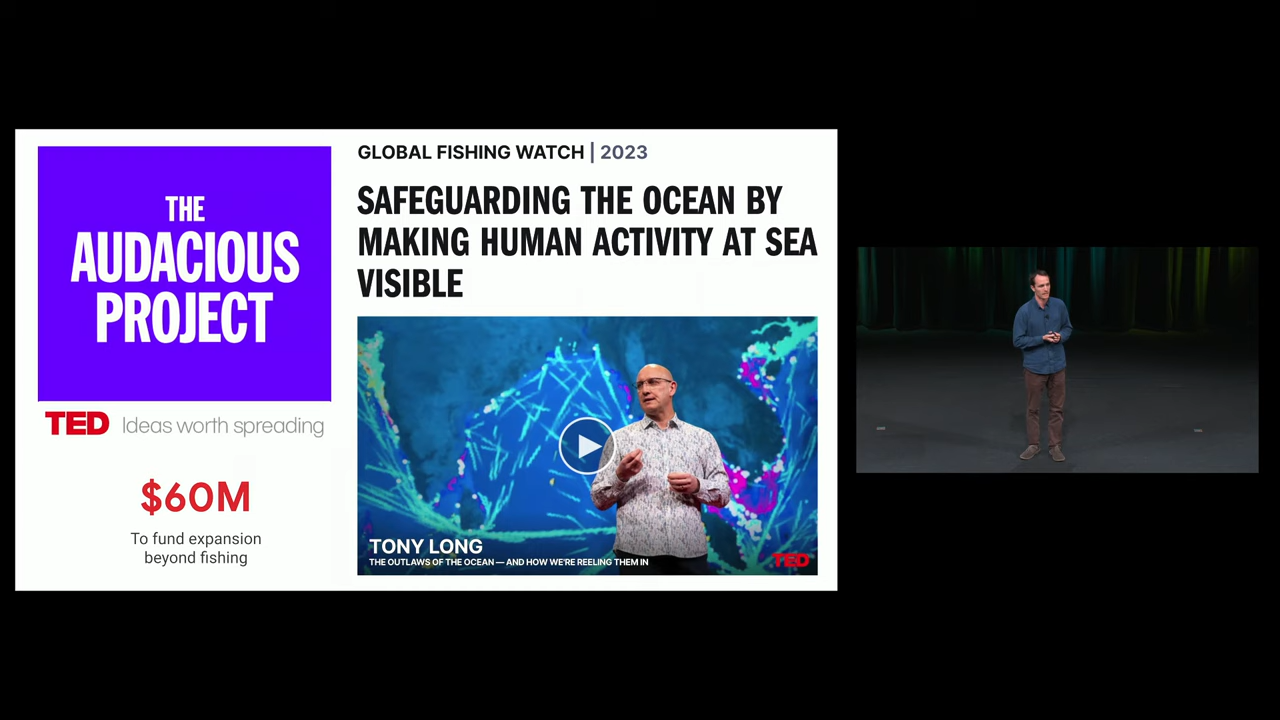 THE
AUDACIOUS
PROJECT
TED Ideas worth spreading
$60M
To fund expansion
beyond fishing
GLOBAL FISHING WATCH | 2023
SAFEGUARDING THE OCEAN BY
MAKING HUMAN ACTIVITY AT SEA
VISIBLE
TONY LONG
THE OUTLAWS OF THE OCEAN — AND HOW WE'RE REELING THEM IN
TED